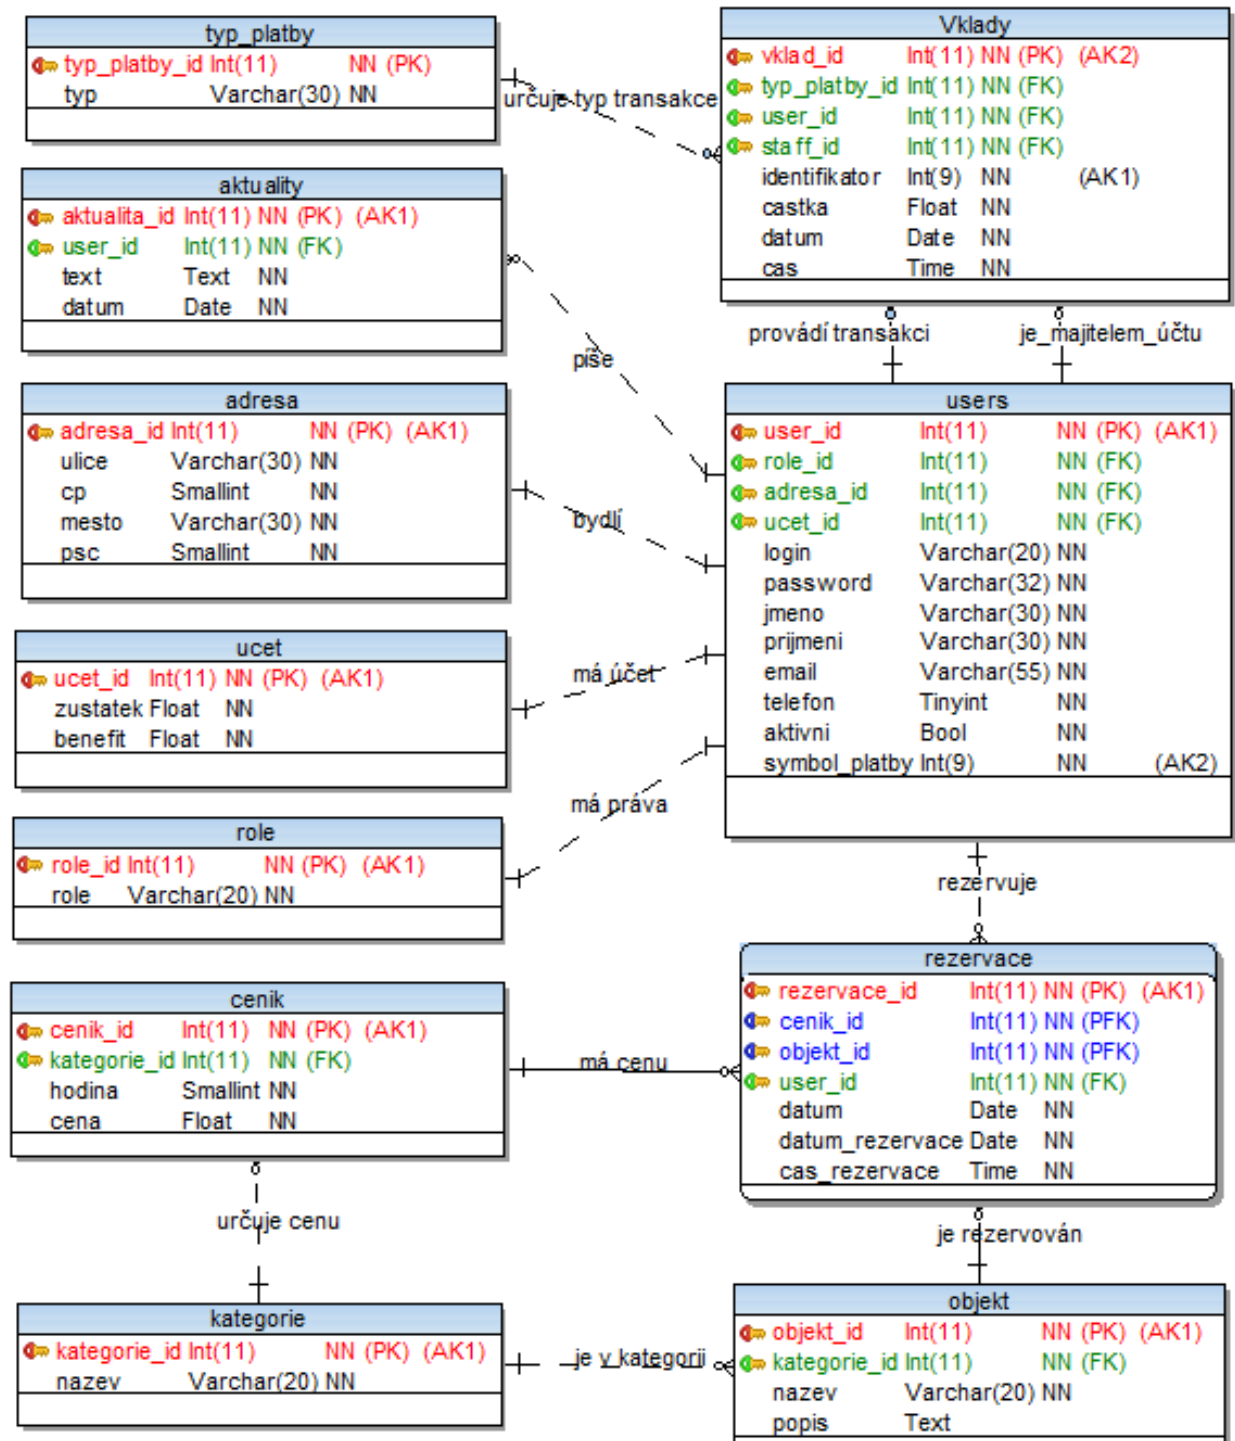 typ_platby
typ_platby_id Int(11) NN (PK)
typ Varchar(30) NN
určuje typ transakce
Vklady
vklad_id Int(11) NN (PK) (AK2)
typ_platby_id Int(11) NN (FK)
user_id Int(11) NN (FK)
staff_id Int(11) NN (FK)
identifikator Int(9) NN (AK1)
castka Float NN
datum Date NN
cas Time NN
aktuality
aktualita_id Int(11) NN (PK) (AK1)
user_id Int(11) NN (FK)
text Text NN
datum Date NN
píše
provádí transakci
je_majitelem_účtu
adresa
adresa_id Int(11) NN (PK) (AK1)
ulice Varchar(30) NN
cp Smallint NN
mesto Varchar(30) NN
psc Smallint NN
bydlí
users
user_id Int(11) NN (PK) (AK1)
role_id Int(11) NN (FK)
adresa_id Int(11) NN (FK)
ucet_id Int(11) NN (FK)
login Varchar(20) NN
password Varchar(32) NN
jmeno Varchar(30) NN
prijmeni Varchar(30) NN
email Varchar(55) NN
telefon Tinyint NN
aktivni Bool NN
symbol_platby Int(9) NN (AK2)
ucet
ucet_id Int(11) NN (PK) (AK1)
zustatek Float NN
benefit Float NN
má účet
má práva
role
role_id Int(11) NN (PK) (AK1)
role Varchar(20) NN
rezervuje
rezervace
rezervace_id Int(11) NN (PK) (AK1)
cenik_id Int(11) NN (PFK)
objekt_id Int(11) NN (PFK)
user_id Int(11) NN (FK)
datum Date NN
datum_rezervace Date NN
cas_rezervace Time NN
cenik
cenik_id Int(11) NN (PK) (AK1)
kategorie_id Int(11) NN (FK)
hodina Smallint NN
cena Float NN
má cenu
určuje cenu
je rezervován
kategorie
kategorie_id Int(11) NN (PK) (AK1)
nazev Varchar(20) NN
je v kategorii
objekt
objekt_id Int(11) NN (PK) (AK1)
kategorie_id Int(11) NN (FK)
nazev Varchar(20) NN
popis Text